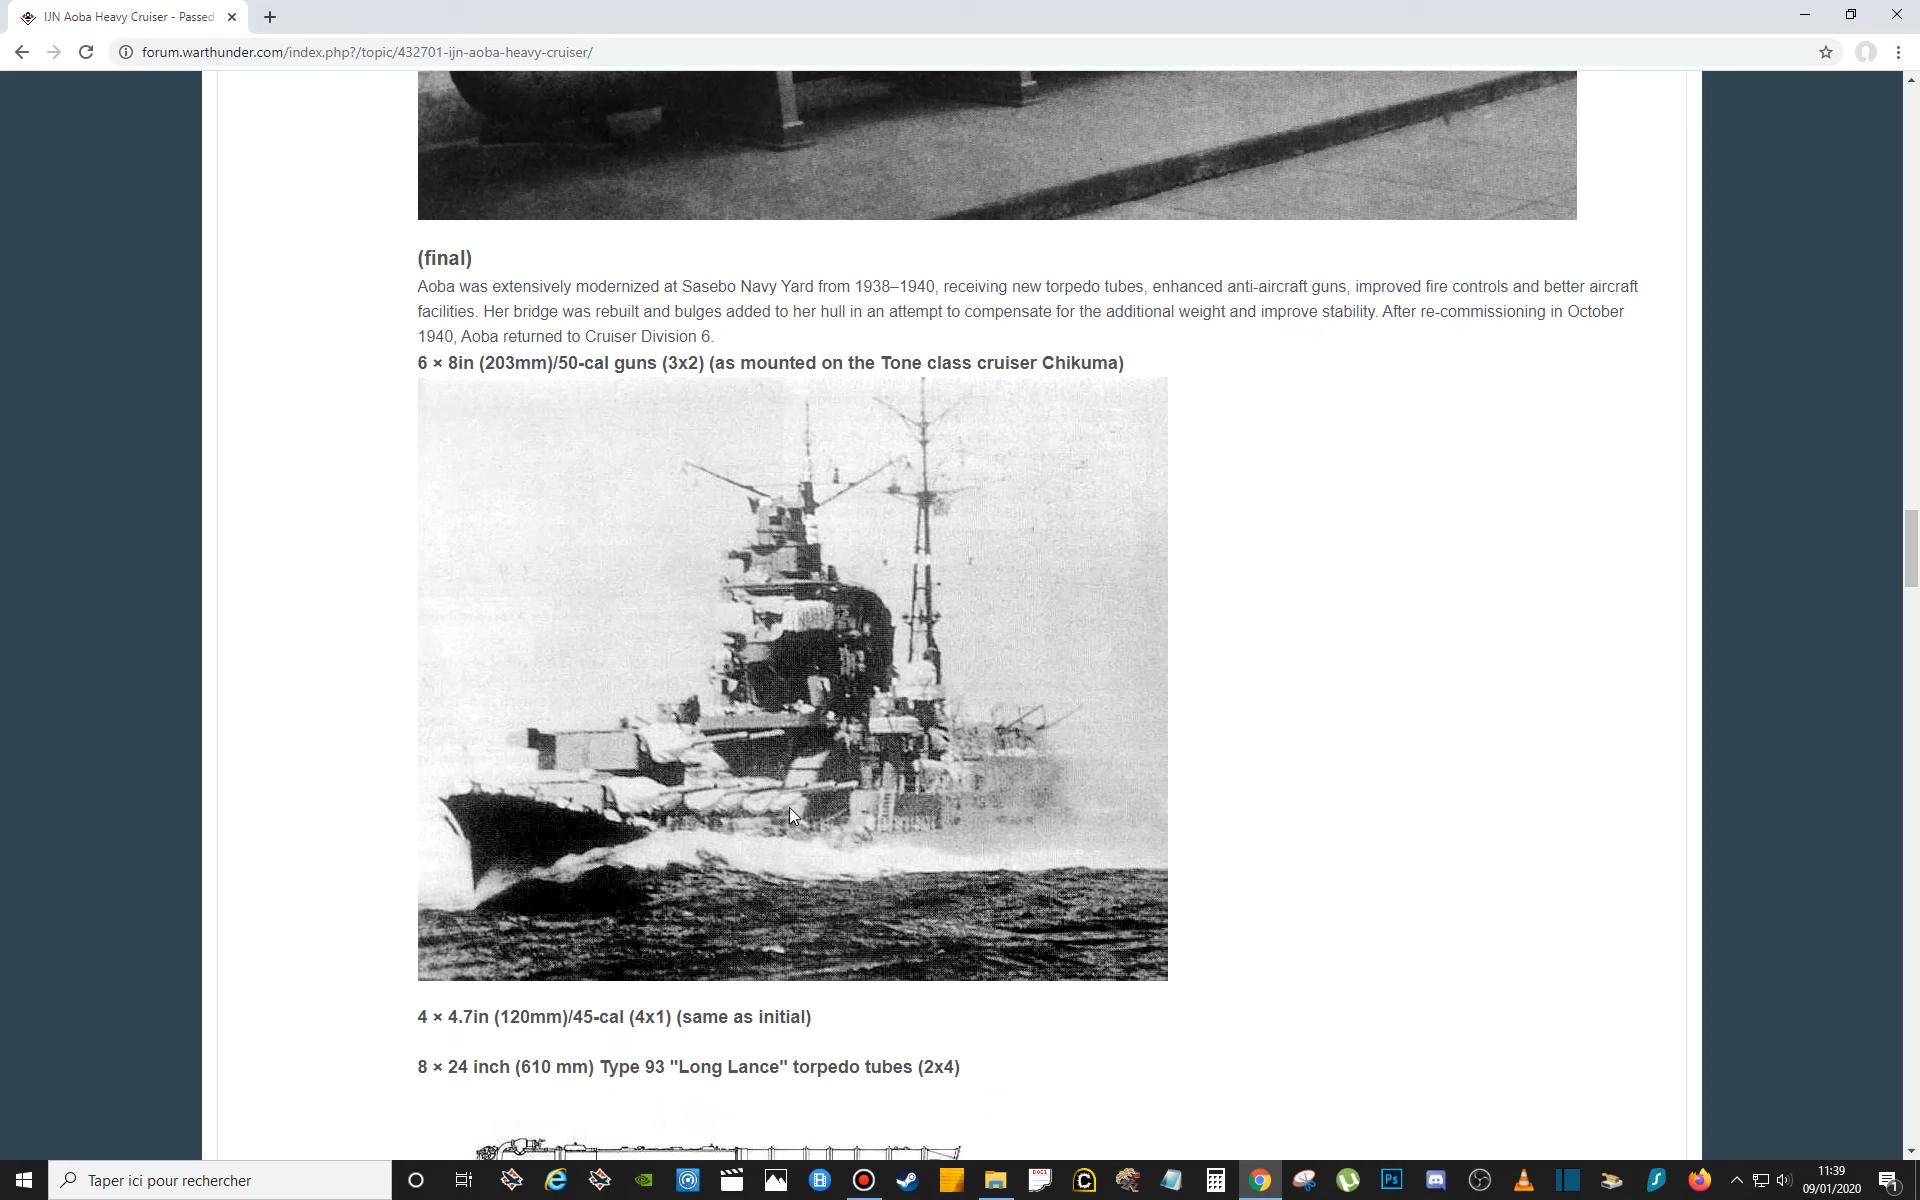 IJN Aoba Heavy Cruiser - Passed
forum.warthunder.com/index.php?/topic/432701-ijn-aoba-heavy-cruiser/
(final)
Aoba was extensively modernized at Sasebo Navy Yard from 1938–1940, receiving new torpedo tubes, enhanced anti-aircraft guns, improved fire controls and better aircraft
facilities. Her bridge was rebuilt and bulges added to her hull in an attempt to compensate for the additional weight and improve stability. After re-commissioning in October
1940, Aoba returned to Cruiser Division 6.
6 × 8in (203mm)/50-cal guns (3x2) (as mounted on the Tone class cruiser Chikuma)
4 × 4.7in (120mm)/45-cal (4x1) (same as initial)
8 × 24 inch (610 mm) Type 93 "Long Lance" torpedo tubes (2x4)
Taper ici pour rechercher
DOC1
Ps
11:39
09/01/2020
1